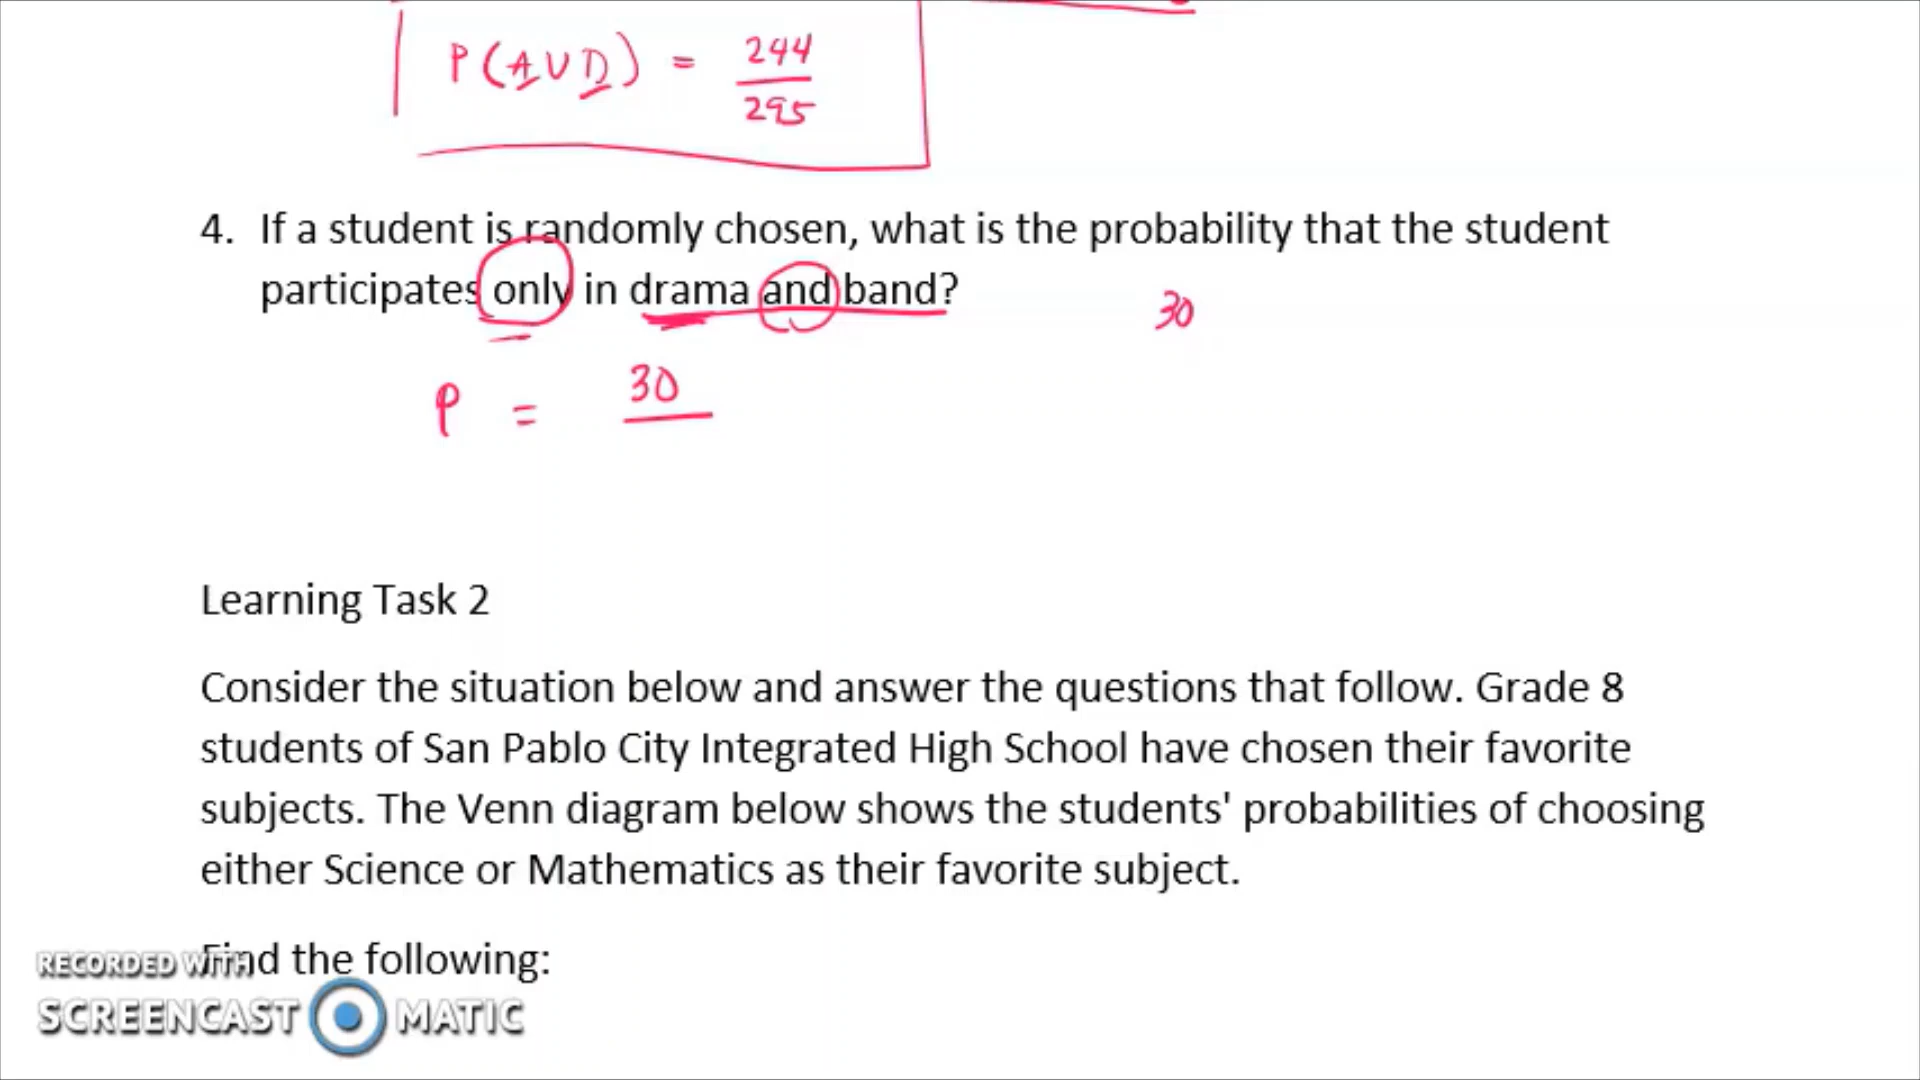 P(A∪D) = 244/295
4. If a student is randomly chosen, what is the probability that the student
participates only in drama and band?
30
P = 30
Learning Task 2
Consider the situation below and answer the questions that follow. Grade 8
students of San Pablo City Integrated High School have chosen their favorite
subjects. The Venn diagram below shows the students' probabilities of choosing
either Science or Mathematics as their favorite subject.
Find the following:
RECORDED WITH
SCREENCAST MATIC